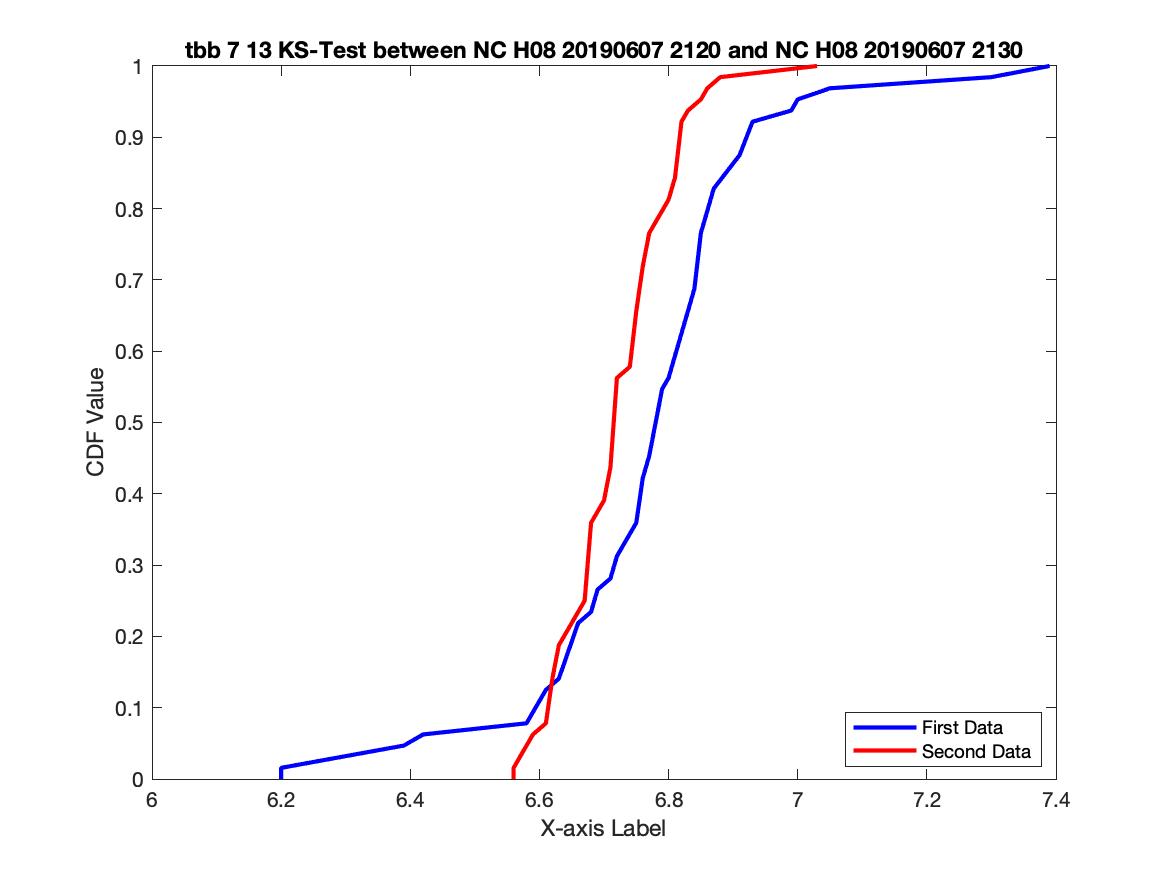 tbb 7 13 KS-Test between NC H08 20190607 2120 and NC H08 20190607 2130
1
0.9
0.8
0.7
0.6
0.5
0.4
0.3
0.2
0.1
0
CDF Value
First Data
Second Data
6 6.2 6.4 6.6 6.8 7 7.2 7.4
X-axis Label